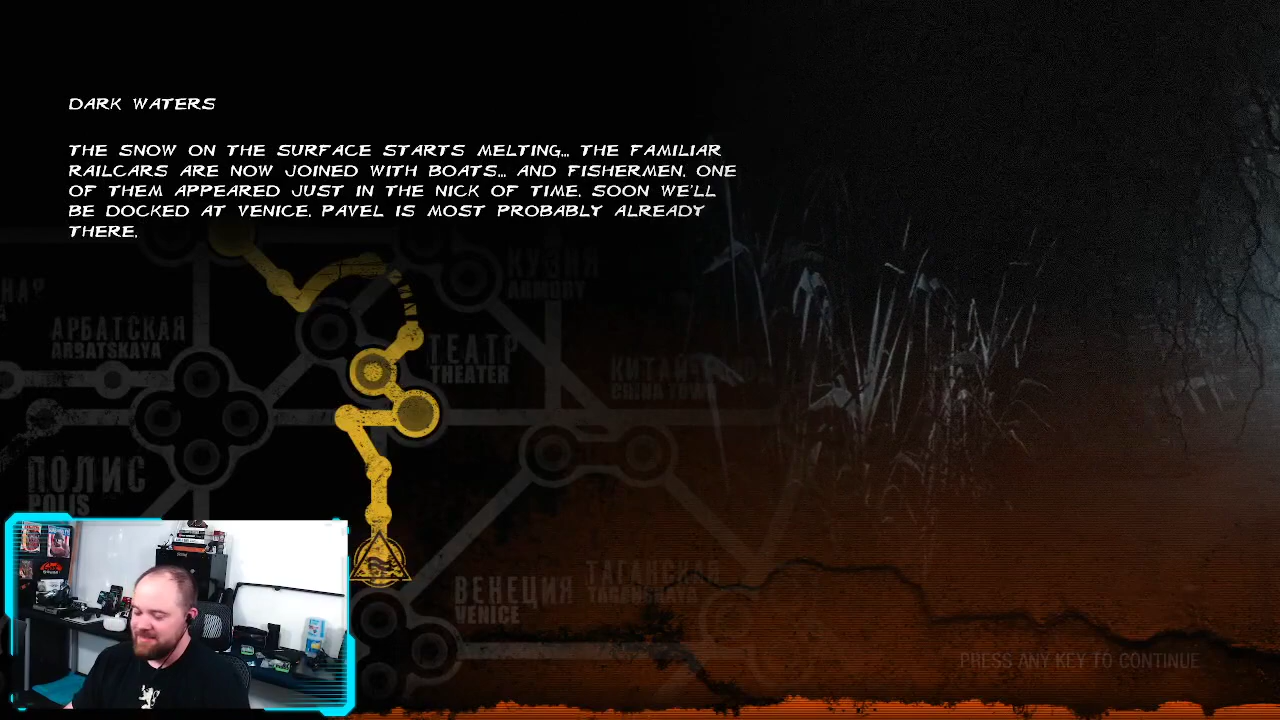 DARK WATERS
THE SNOW ON THE SURFACE STARTS MELTING... THE FAMILIAR
RAILCARS ARE NOW JOINED WITH BOATS... AND FISHERMEN. ONE
OF THEM APPEARED JUST IN THE NICK OF TIME. SOON WE'LL
BE DOCKED AT VENICE. PAVEL IS MOST PROBABLY ALREADY
THERE.
КУЗНЯ
ARMORY
АРБАТСКАЯ
ARBATSKAYA
ТЕАТР
THEATER
CHINA TOWN
ПОЛИС
POLIS
ВЕНЕЦИЯ
VENICE
ТАГАНСКАЯ
TAGANSKAYA
PRESS ANY KEY TO CONTINUE